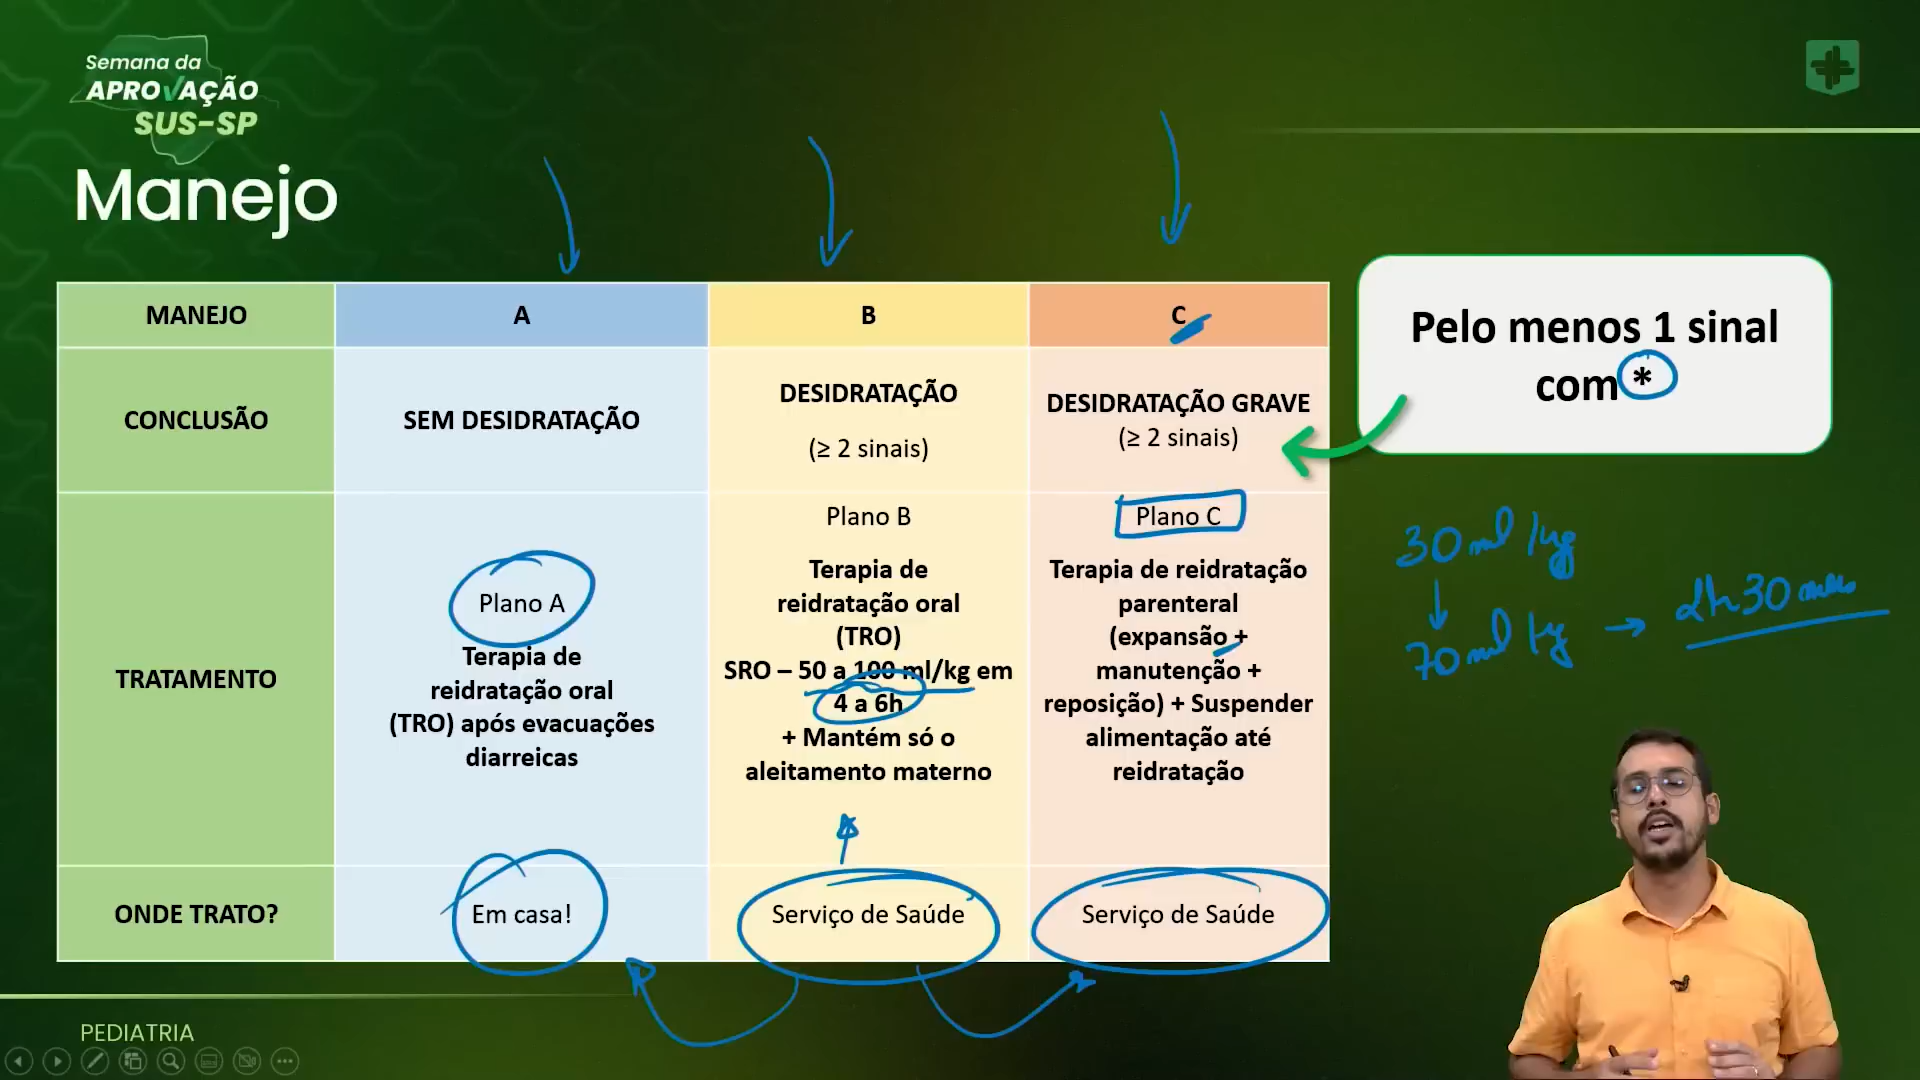 Semana da
APROVAÇÃO
SUS-SP
Manejo
MANEJO
A
B
C
CONCLUSÃO
SEM DESIDRATAÇÃO
DESIDRATAÇÃO
(≥ 2 sinais)
DESIDRATAÇÃO GRAVE
(≥ 2 sinais)
Pelo menos 1 sinal
com *
TRATAMENTO
Plano A
Terapia de
reidratação oral
(TRO) após evacuações
diarreicas
Plano B
Terapia de
reidratação oral
(TRO)
SRO – 50 a 100 ml/kg em
4 a 6h
+ Mantém só o
aleitamento materno
Plano C
Terapia de reidratação
parenteral
(expansão +
manutenção +
reposição) + Suspender
alimentação até
reidratação
30 ml/kg
70 ml/kg → 2h30
ONDE TRATO?
Em casa!
Serviço de Saúde
Serviço de Saúde
PEDIATRIA